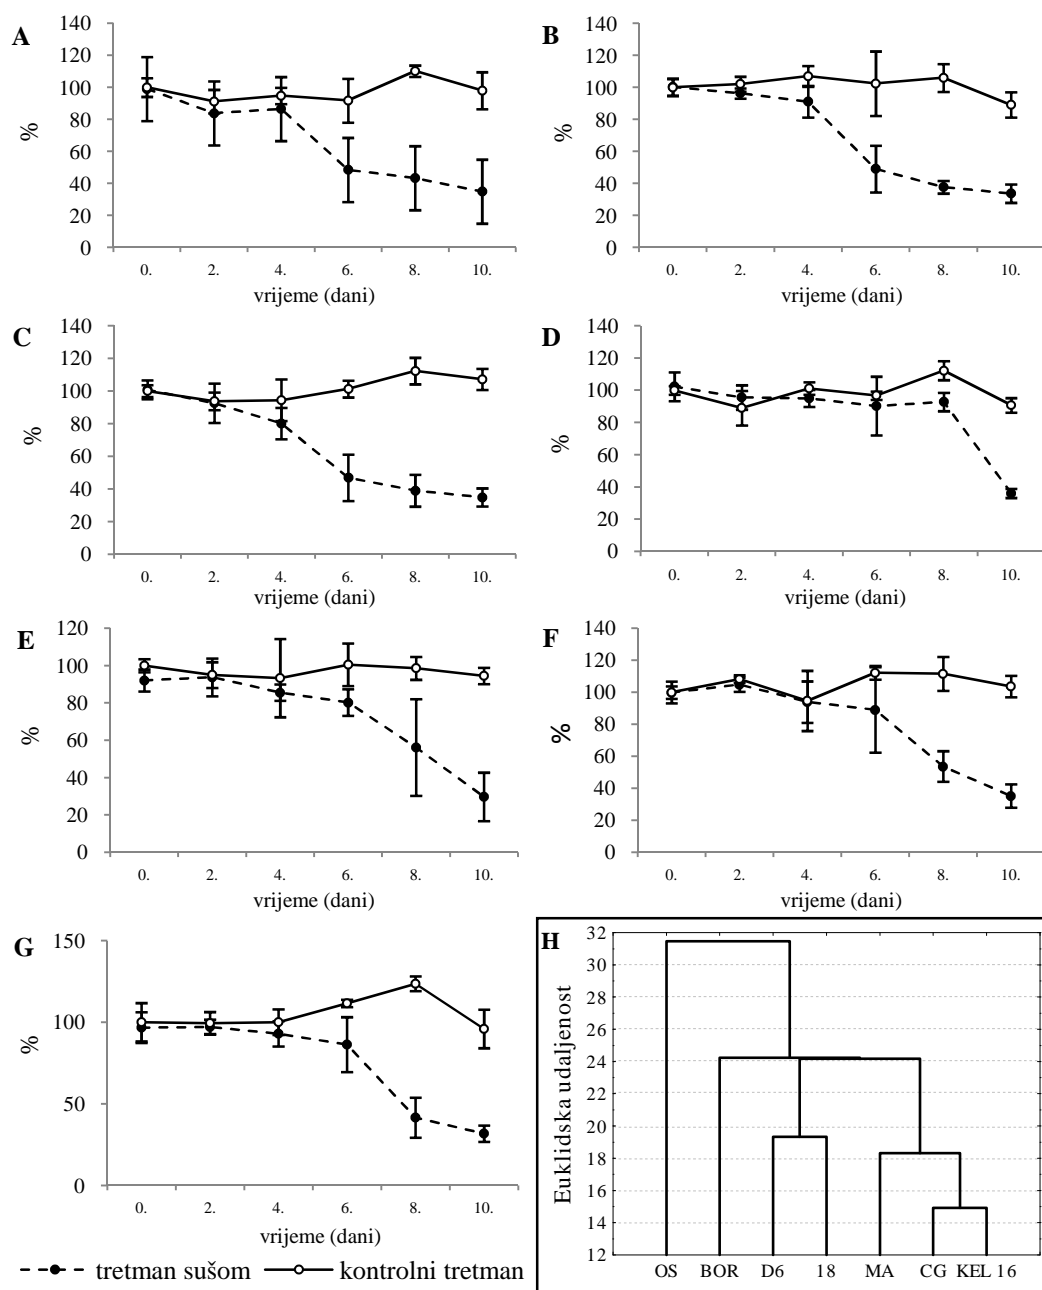 A
140
120
100
80
60
40
20
0
%
0. 2. 4. 6. 8. 10.
vrijeme (dani)
B
140
120
100
80
60
40
20
0
%
0. 2. 4. 6. 8. 10.
vrijeme (dani)
C
140
120
100
80
60
40
20
0
%
0. 2. 4. 6. 8. 10.
vrijeme (dani)
D
140
120
100
80
60
40
20
0
%
0. 2. 4. 6. 8. 10.
vrijeme (dani)
E
120
100
80
60
40
20
0
%
0. 2. 4. 6. 8. 10.
vrijeme (dani)
F
140
120
100
80
60
40
20
0
%
0. 2. 4. 6. 8. 10.
vrijeme (dani)
G
150
100
50
0
%
0. 2. 4. 6. 8. 10.
vrijeme (dani)
H
32
30
28
26
24
22
20
18
16
14
12
Euklidska udaljenost
OS BOR D6 18 MA CG KEL 16
tretman sušom kontrolni tretman